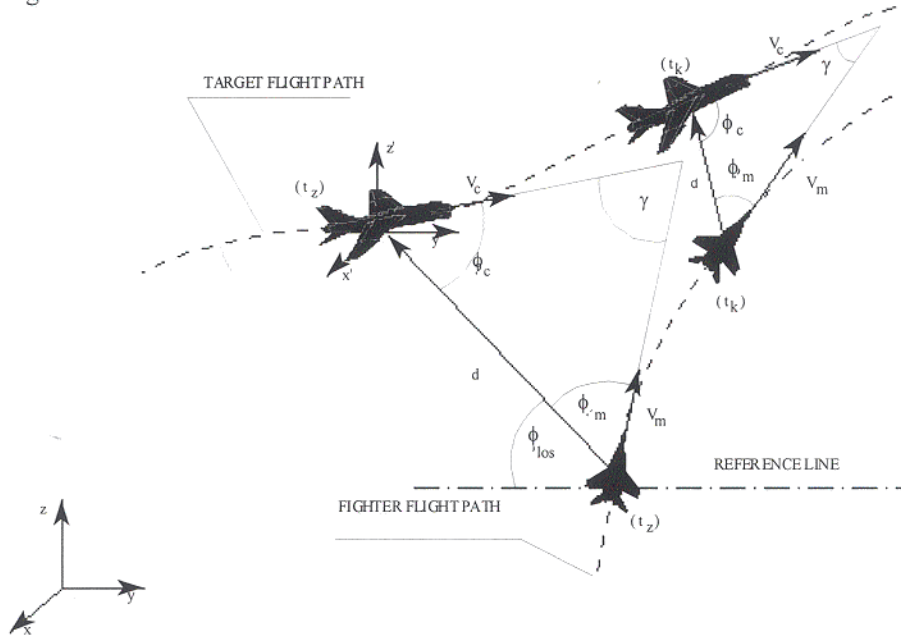 TARGET FLIGHT PATH
(t_k)
V_c
γ
ϕ_c
ϕ_m
d
V_m
(t_k)
z'
(t_z)
V_c
y
x'
ϕ_c
γ
d
ϕ_m
V_m
ϕ_los
REFERENCE LINE
FIGHTER FLIGHT PATH
(t_z)
z
y
x